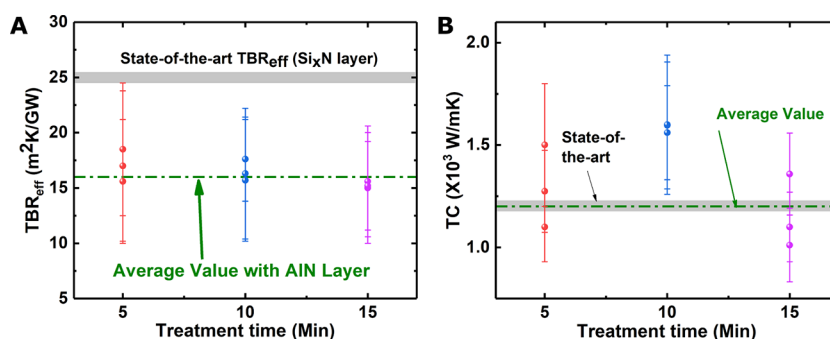 A
30
25
20
15
10
5
TBReff (m2K/GW)
State-of-the-art TBReff (SixN layer)
Average Value with AlN Layer
5 10 15
Treatment time (Min)
B
2.0
1.5
1.0
TC (X10³ W/mK)
State-of-
the-art
Average Value
5 10 15
Treatment time (Min)